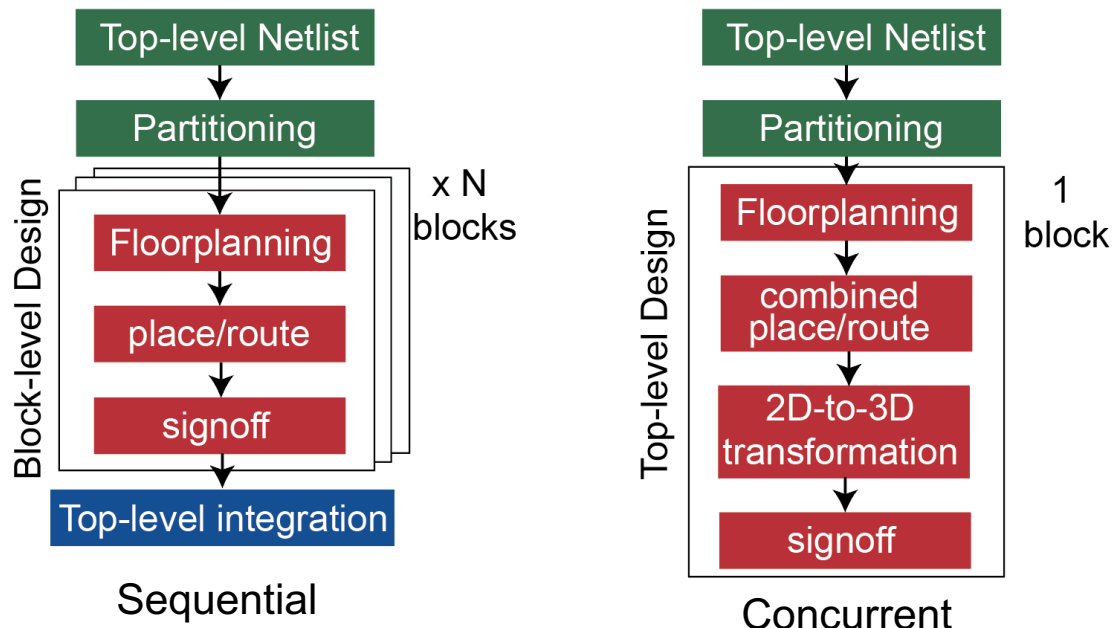 Top-level Netlist
Partitioning
x N
blocks
Block-level Design
Floorplanning
place/route
signoff
Top-level integration
Sequential
Top-level Netlist
Partitioning
1
block
Top-level Design
Floorplanning
combined
place/route
2D-to-3D
transformation
signoff
Concurrent